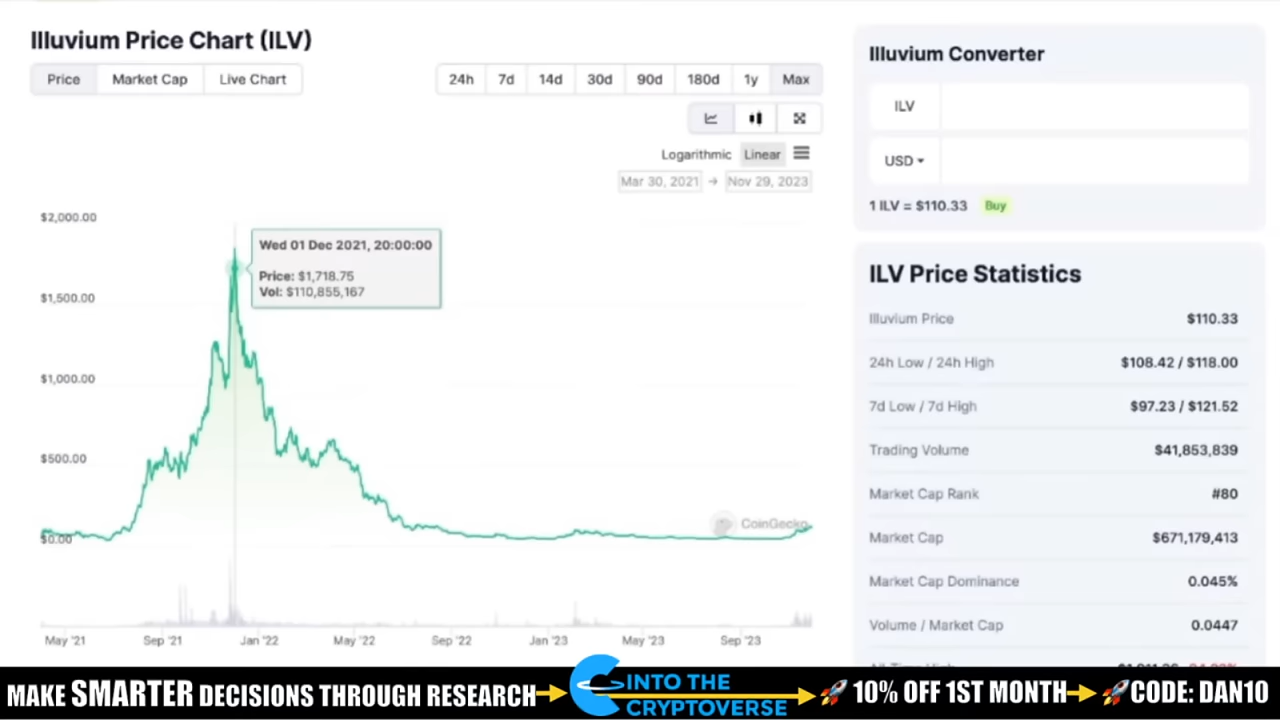 Illuvium Price Chart (ILV)
Price Market Cap Live Chart
24h 7d 14d 30d 90d 180d 1y Max
Logarithmic Linear
Mar 30, 2021 → Nov 29, 2023
$2,000.00
$1,500.00
$1,000.00
$500.00
$0.00
Wed 01 Dec 2021, 20:00:00
Price: $1,718.75
Vol: $110,855,167
CoinGecko
May '21 Sep '21 Jan '22 May '22 Sep '22 Jan '23 May '23 Sep '23
Illuvium Converter
ILV
USD
1 ILV = $110.33 Buy
ILV Price Statistics
Illuvium Price $110.33
24h Low / 24h High $108.42 / $118.00
7d Low / 7d High $97.23 / $121.52
Trading Volume $41,853,839
Market Cap Rank #80
Market Cap $671,179,413
Market Cap Dominance 0.045%
Volume / Market Cap 0.0447
All-Time High
MAKE SMARTER DECISIONS THROUGH RESEARCH
INTO THE
CRYPTOVERSE
10% OFF 1ST MONTH
CODE: DAN10